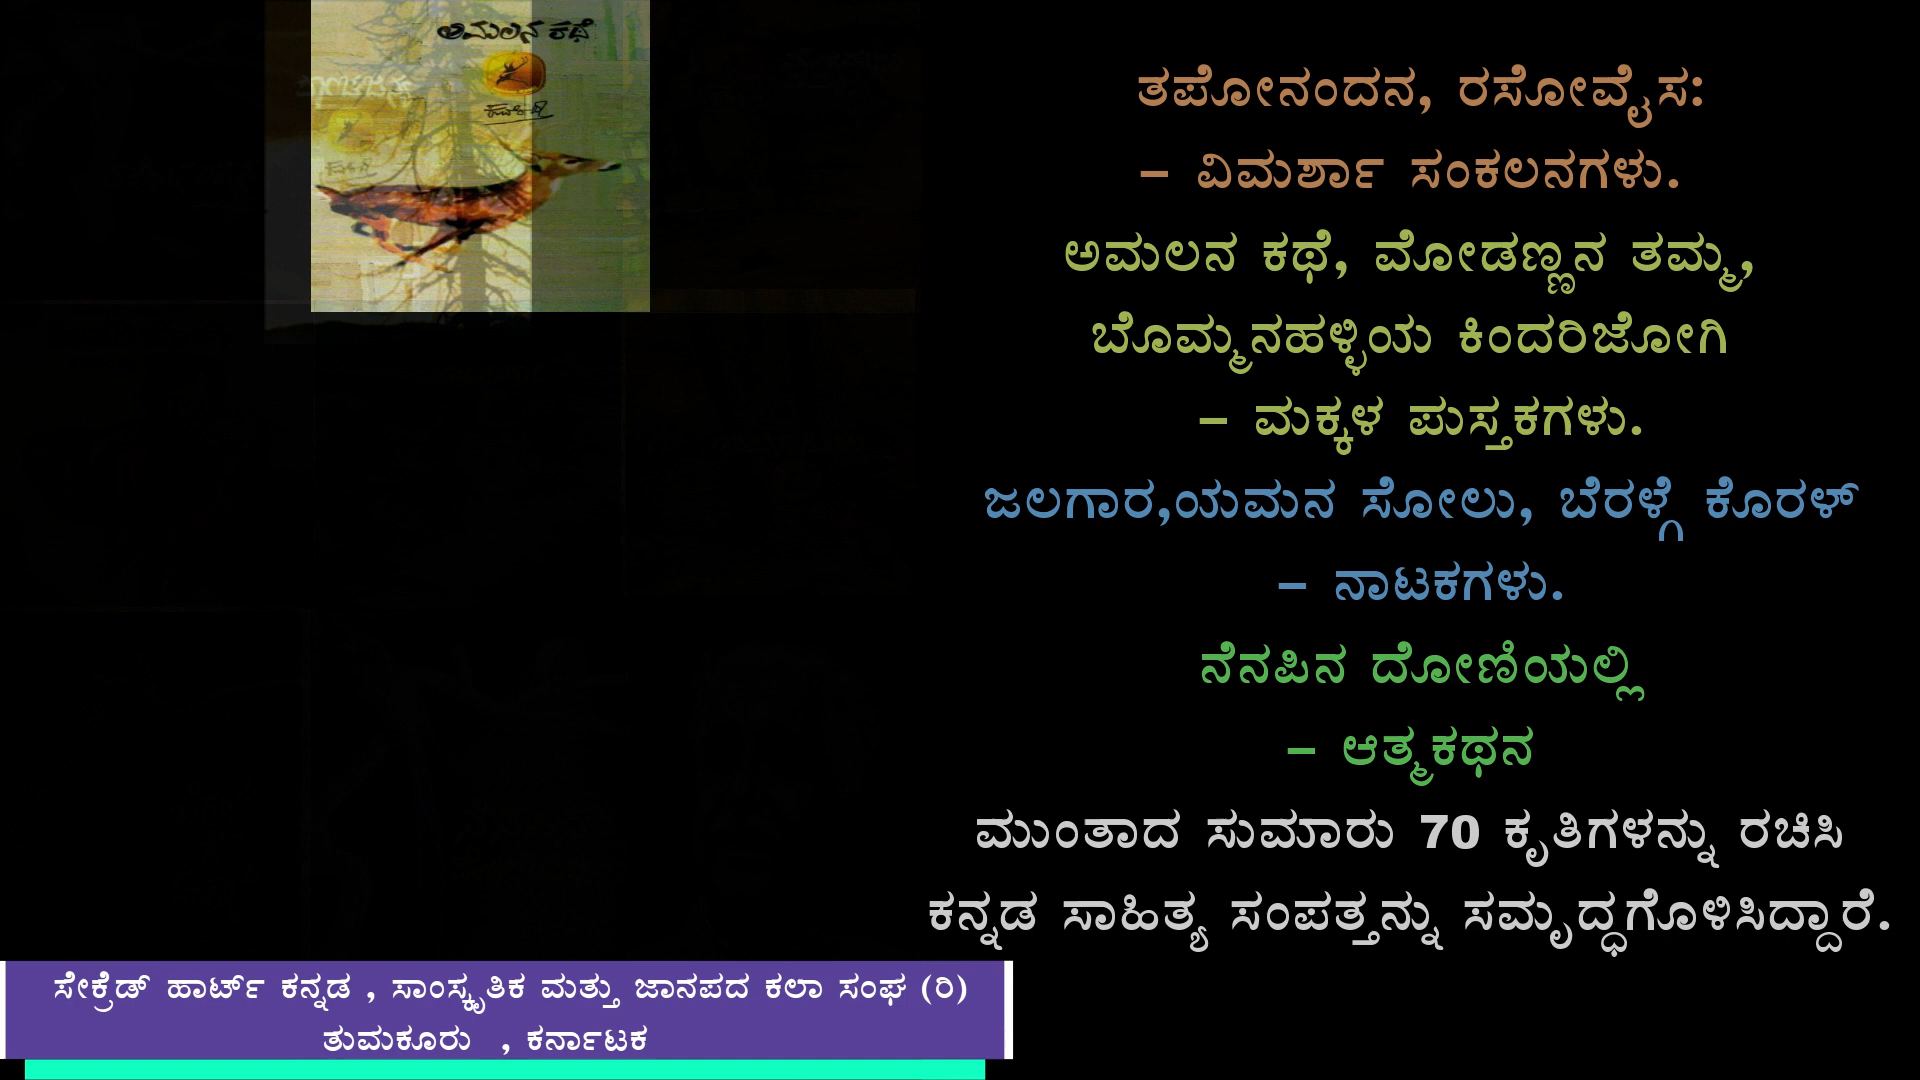 ಅಮಲನ ಕಥೆ
ತಪೋನಂದನ, ರಸೋವೈಸ:
– ವಿಮರ್ಶಾ ಸಂಕಲನಗಳು.
ಅಮಲನ ಕಥೆ, ಮೋಡಣ್ಣನ ತಮ್ಮ,
ಬೊಮ್ಮನಹಳ್ಳಿಯ ಕಿಂದರಿಜೋಗಿ
– ಮಕ್ಕಳ ಪುಸ್ತಕಗಳು.
ಜಲಗಾರ,ಯಮನ ಸೋಲು, ಬೆರಳ್ಗೆ ಕೊರಳ್
– ನಾಟಕಗಳು.
ನೆನಪಿನ ದೋಣಿಯಲ್ಲಿ
– ಆತ್ಮಕಥನ
ಮುಂತಾದ ಸುಮಾರು 70 ಕೃತಿಗಳನ್ನು ರಚಿಸಿ
ಕನ್ನಡ ಸಾಹಿತ್ಯ ಸಂಪತ್ತನ್ನು ಸಮೃದ್ಧಗೊಳಿಸಿದ್ದಾರೆ.
ಸೇಕ್ರೆಡ್ ಹಾರ್ಟ್ ಕನ್ನಡ , ಸಾಂಸ್ಕೃತಿಕ ಮತ್ತು ಜಾನಪದ ಕಲಾ ಸಂಘ (ರಿ)
ತುಮಕೂರು , ಕರ್ನಾಟಕ